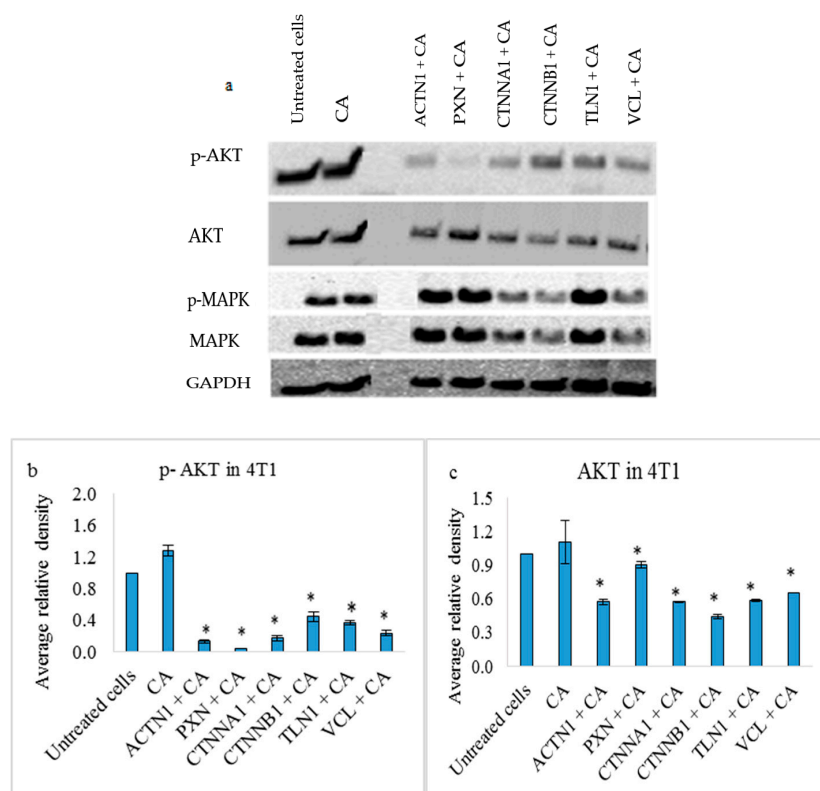 a
Untreated cells
CA
ACTN1 + CA
PXN + CA
CTNNA1 + CA
CTNNB1 + CA
TLN1 + CA
VCL + CA
p-AKT
AKT
p-MAPK
MAPK
GAPDH
b
p- AKT in 4T1
Average relative density
2.0
1.6
1.2
0.8
0.4
0.0
* * * * * *
Untreated cells
CA
ACTN1 + CA
PXN + CA
CTNNA1 + CA
CTNNB1 + CA
TLN1 + CA
VCL + CA
c
AKT in 4T1
Average relative density
1.5
1.2
0.9
0.6
0.3
0.0
* * * * * *
Untreated cells
CA
ACTN1 + CA
PXN + CA
CTNNA1 + CA
CTNNB1 + CA
TLN1 + CA
VCL + CA